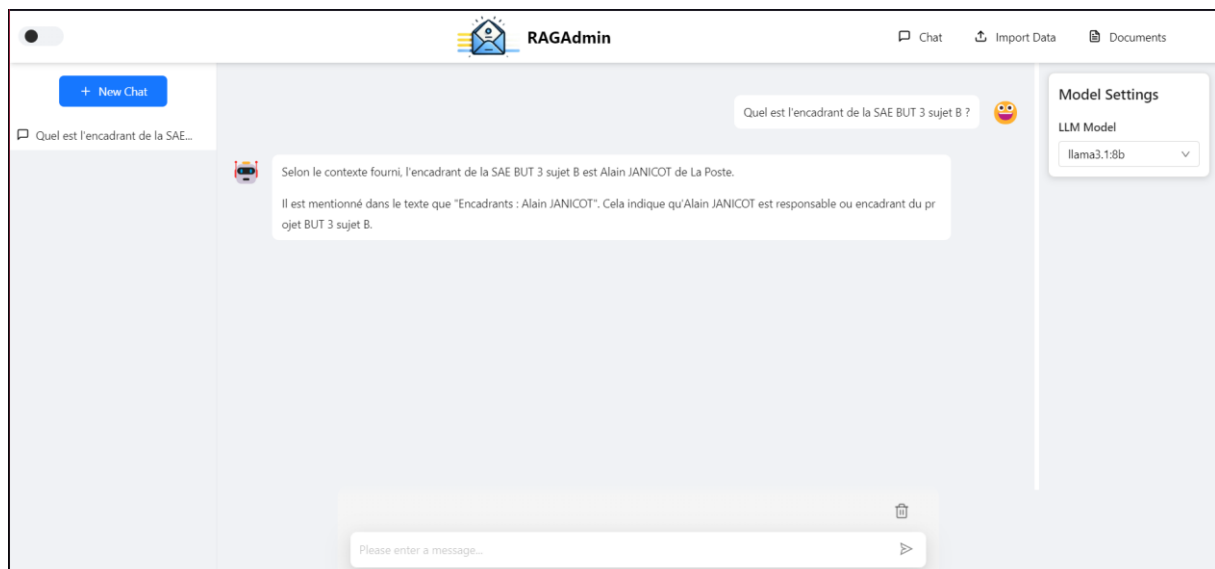 RAGAdmin
Chat
Import Data
Documents
+ New Chat
Quel est l'encadrant de la SAE...
Quel est l'encadrant de la SAE BUT 3 sujet B ?
Selon le contexte fourni, l'encadrant de la SAE BUT 3 sujet B est Alain JANICOT de La Poste.
Il est mentionné dans le texte que "Encadrants : Alain JANICOT". Cela indique qu'Alain JANICOT est responsable ou encadrant du pr
ojet BUT 3 sujet B.
Model Settings
LLM Model
llama3.1:8b
Please enter a message...